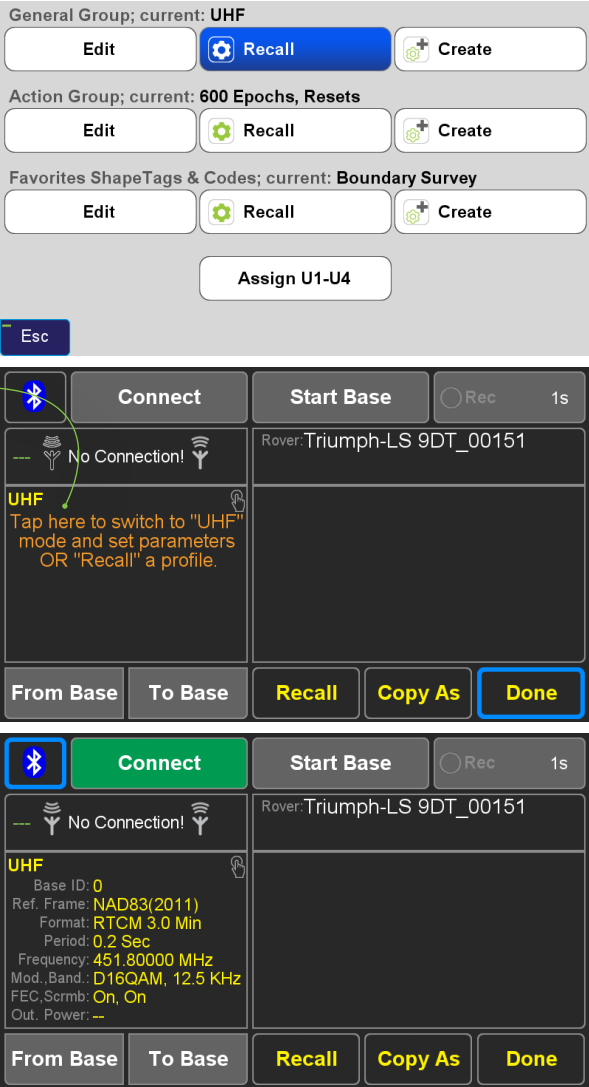 General Group; current: UHF
Edit Recall Create
Action Group; current: 600 Epochs, Resets
Edit Recall Create
Favorites ShapeTags & Codes; current: Boundary Survey
Edit Recall Create
Assign U1-U4
Esc
Connect Start Base Rec 1s
--- No Connection! Rover:Triumph-LS 9DT_00151
UHF
Tap here to switch to "UHF"
mode and set parameters
OR "Recall" a profile.
From Base To Base Recall Copy As Done
Connect Start Base Rec 1s
--- No Connection! Rover:Triumph-LS 9DT_00151
UHF
Base ID: 0
Ref. Frame: NAD83(2011)
Format: RTCM 3.0 Min
Period: 0.2 Sec
Frequency: 451.80000 MHz
Mod.,Band.: D16QAM, 12.5 KHz
FEC,Scrmb: On, On
Out. Power: --
From Base To Base Recall Copy As Done